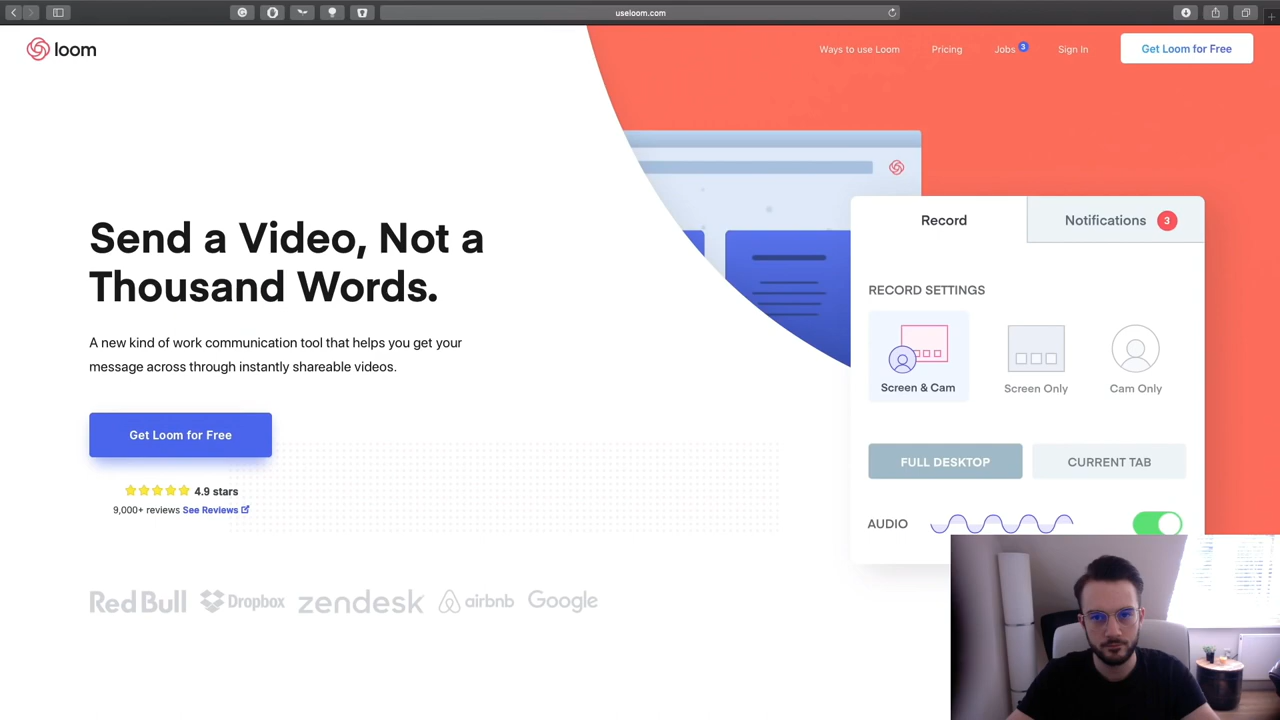 useloom.com
loom
Ways to use Loom
Pricing
Jobs 3
Sign In
Get Loom for Free
Send a Video, Not a
Thousand Words.
A new kind of work communication tool that helps you get your
message across through instantly shareable videos.
Get Loom for Free
4.9 stars
9,000+ reviews See Reviews
Red Bull
Dropbox
zendesk
airbnb
Google
Record
Notifications 3
RECORD SETTINGS
Screen & Cam
Screen Only
Cam Only
FULL DESKTOP
CURRENT TAB
AUDIO